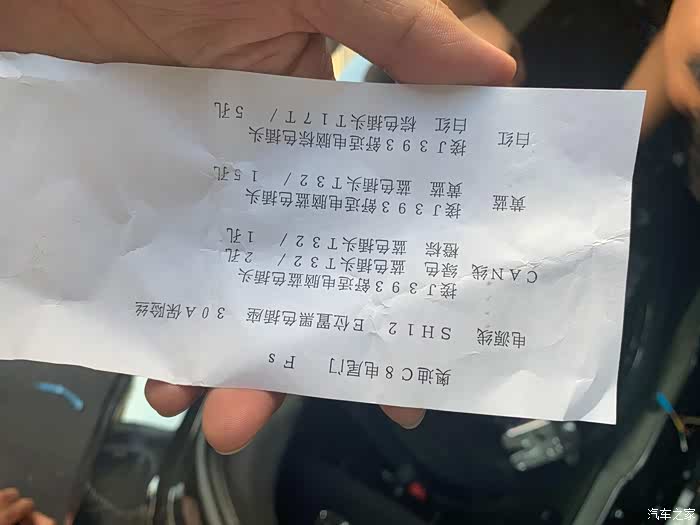 奥迪C8电尾门 Fs
电源线 SH12 E位置黑色插座 30A保险丝
接J393舒适电脑蓝色插头
CAN线 绿色 蓝色插头T32/ 2孔
橙棕 蓝色插头T32/ 1孔
接J393舒适电脑蓝色插头
黄蓝 黄蓝 蓝色插头T32/ 15孔
接J393舒适电脑棕色插头
白红 白红 棕色插头T17T/ 5孔
汽车之家